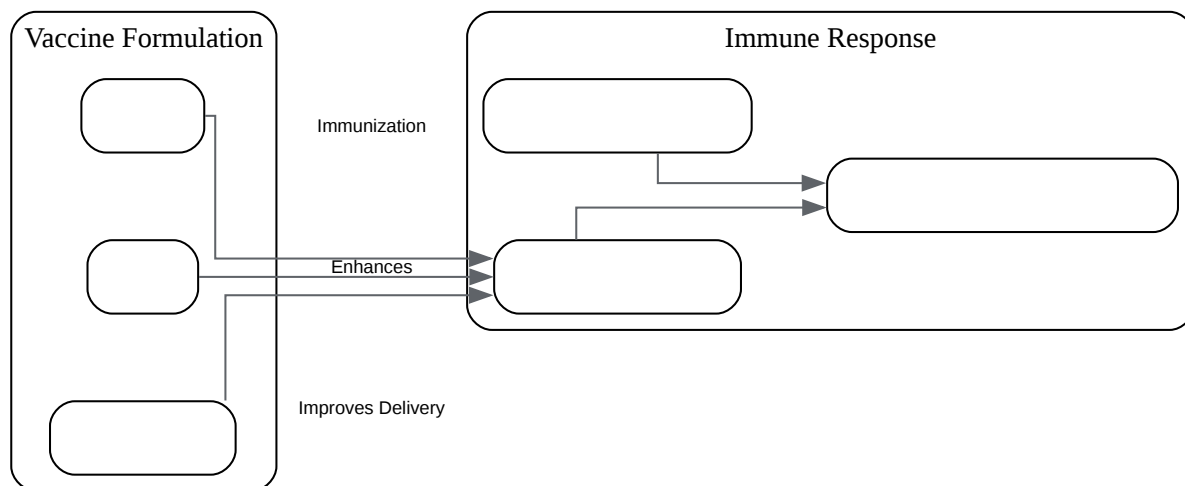 Vaccine Formulation
Immune Response
Immunization
Enhances
Improves Delivery